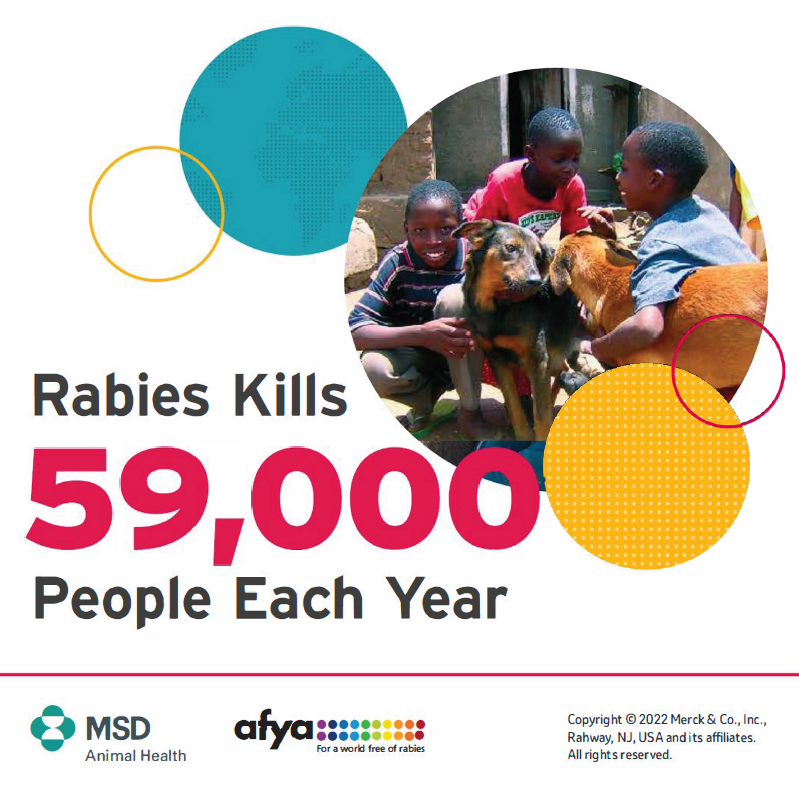 Rabies Kills
59,000
People Each Year
MSD
Animal Health
afya
For a world free of rabies
Copyright © 2022 Merck & Co., Inc.,
Rahway, NJ, USA and its affiliates.
All rights reserved.